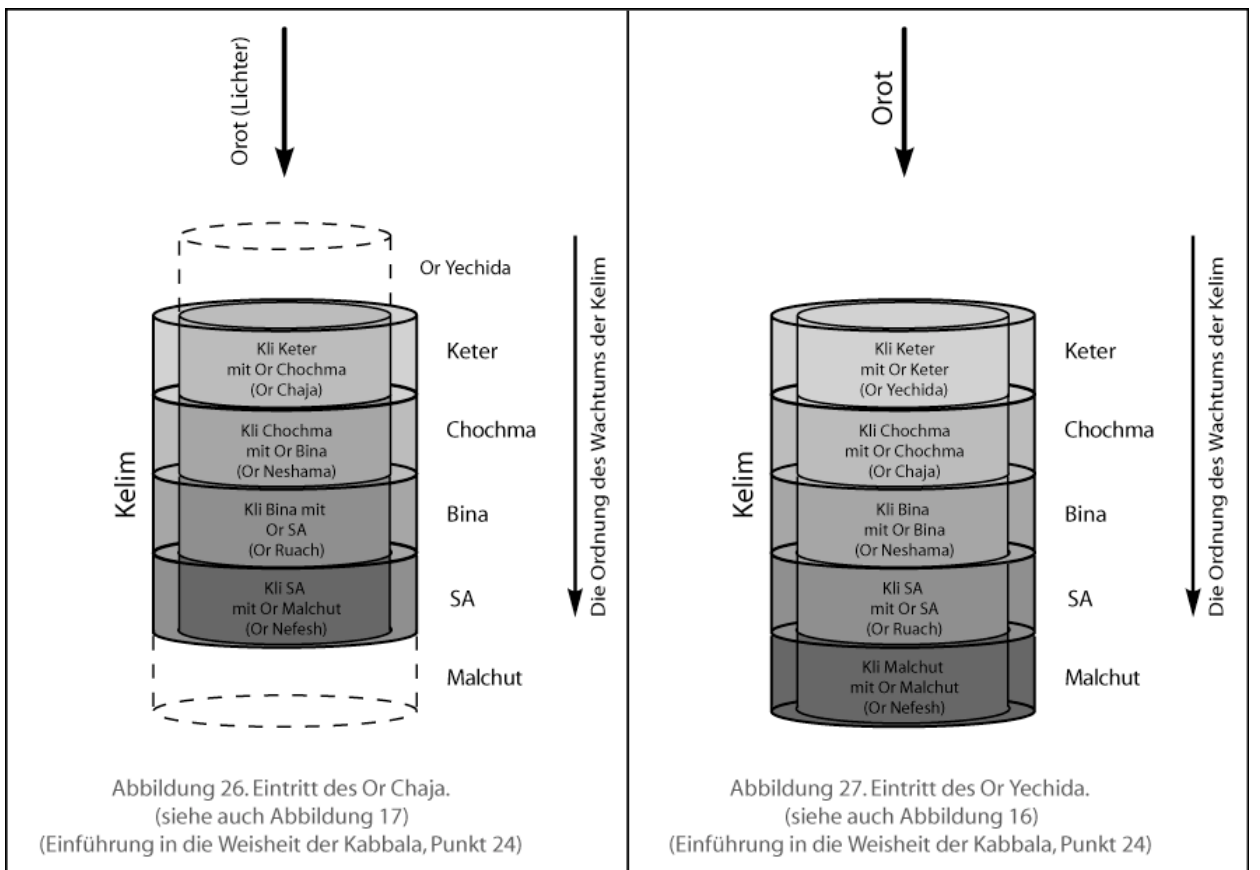 Orot (Lichter)
Or Yechida
Kli Keter
mit Or Chochma
(Or Chaja)
Keter
Kli Chochma
mit Or Bina
(Or Neshama)
Chochma
Kli Bina mit
Or SA
(Or Ruach)
Bina
Kli SA
mit Or Malchut
(Or Nefesh)
SA
Malchut
Kelim
Die Ordnung des Wachtums der Kelim
Abbildung 26. Eintritt des Or Chaja.
(siehe auch Abbildung 17)
(Einführung in die Weisheit der Kabbala, Punkt 24)
Orot
Kli Keter
mit Or Keter
(Or Yechida)
Keter
Kli Chochma
mit Or Chochma
(Or Chaja)
Chochma
Kli Bina
mit Or Bina
(Or Neshama)
Bina
Kli SA
mit Or SA
(Or Ruach)
SA
Kli Malchut
mit Or Malchut
(Or Nefesh)
Malchut
Kelim
Die Ordnung des Wachtums der Kelim
Abbildung 27. Eintritt des Or Yechida.
(siehe auch Abbildung 16)
(Einführung in die Weisheit der Kabbala, Punkt 24)